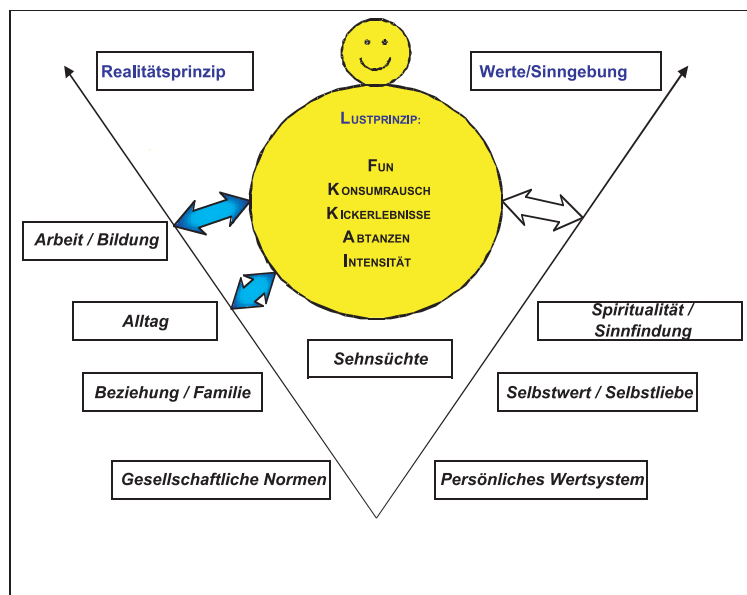 Realitätsprinzip
Werte/Sinngebung
LUSTPRINZIP:
FUN
KONSUMRAUSCH
KICKERLEBNISSE
ABTANZEN
INTENSITÄT
Arbeit / Bildung
Alltag
Spiritualität /
Sinnfindung
Sehnsüchte
Beziehung / Familie
Selbstwert / Selbstliebe
Gesellschaftliche Normen
Persönliches Wertsystem